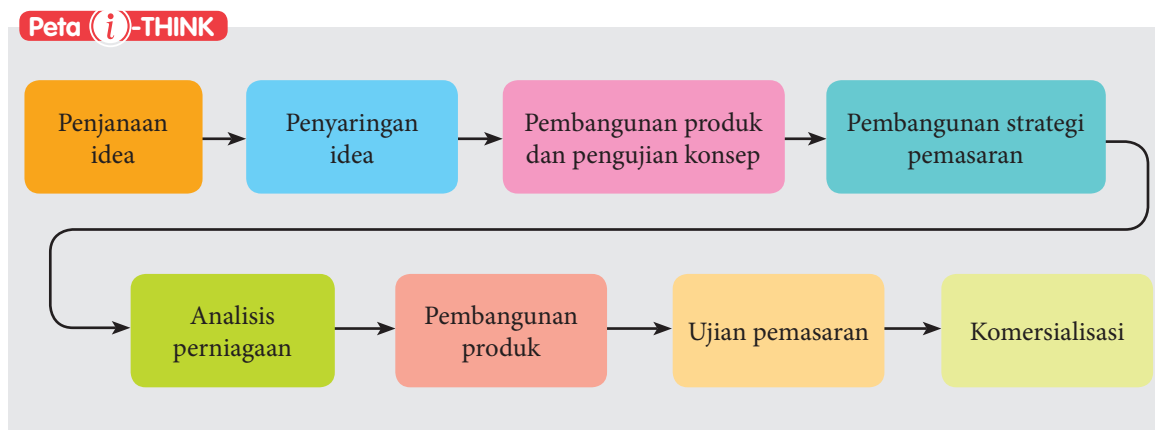 Peta i-THINK
Penjanaan
idea
Penyaringan
idea
Pembangunan produk
dan pengujian konsep
Pembangunan strategi
pemasaran
Analisis
perniagaan
Pembangunan
produk
Ujian pemasaran
Komersialisasi